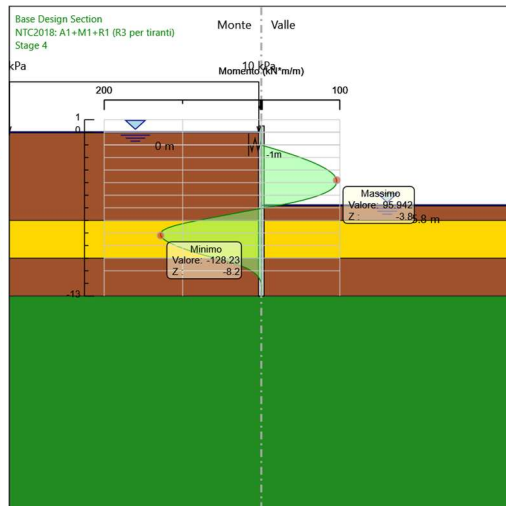 Base Design Section
NTC2018: A1+M1+R1 (R3 per tiranti)
Stage 4
Monte Valle
kPa
10 kPa
Momento (kN*m/m)
200
100
1
0
0 m
-1m
Massimo
Valore: 95.942
Z : -3.8
5.8 m
Minimo
Valore: -128.23
Z : -8.2
-13